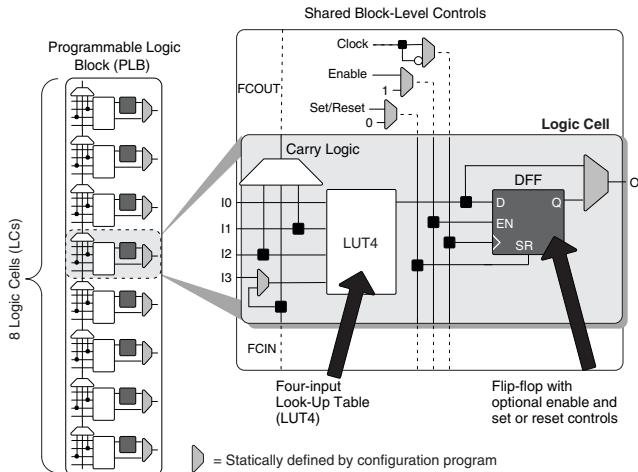 Shared Block-Level Controls
Programmable Logic
Block (PLB)
Clock
Enable
1
FCOUT
Set/Reset
0
Logic Cell
Carry Logic
DFF
O
I0
D
Q
I1
EN
LUT4
I2
SR
I3
FCIN
8 Logic Cells (LCs)
Four-input
Look-Up Table
(LUT4)
Flip-flop with
optional enable and
set or reset controls
= Statically defined by configuration program